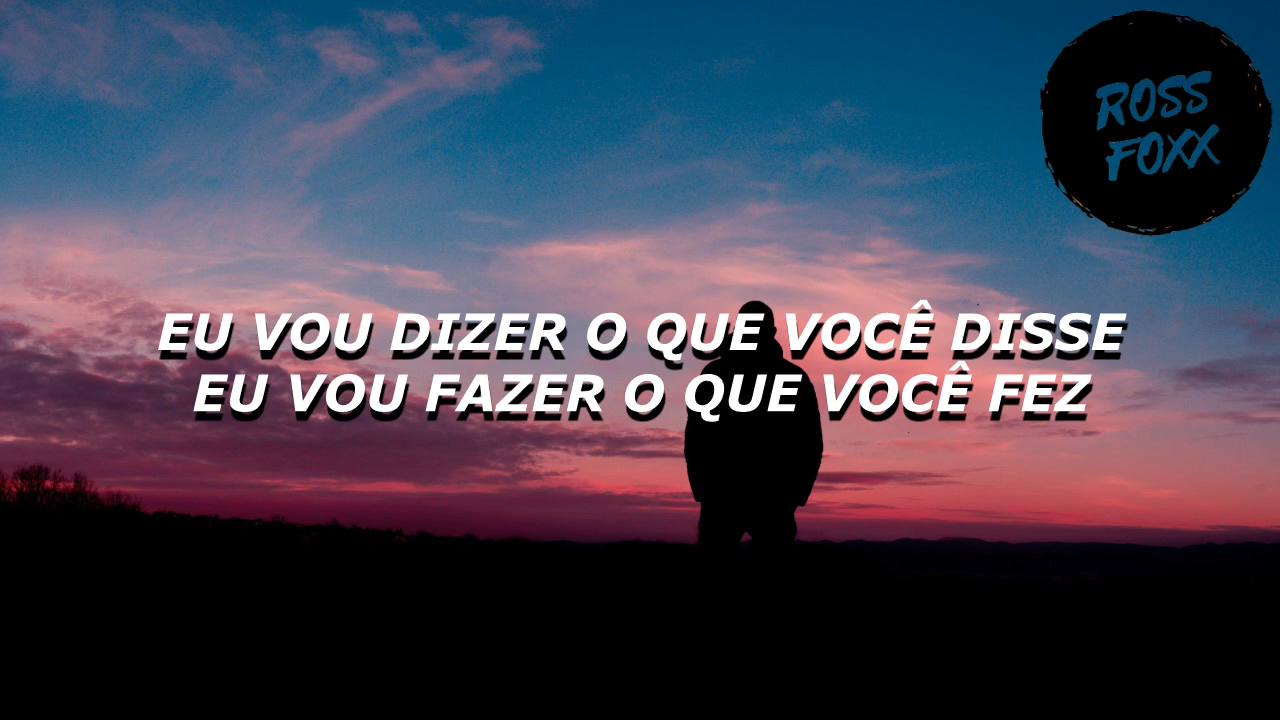 ROSS
FOXX
EU VOU DIZER O QUE VOCÊ DISSE
EU VOU FAZER O QUE VOCÊ FEZ